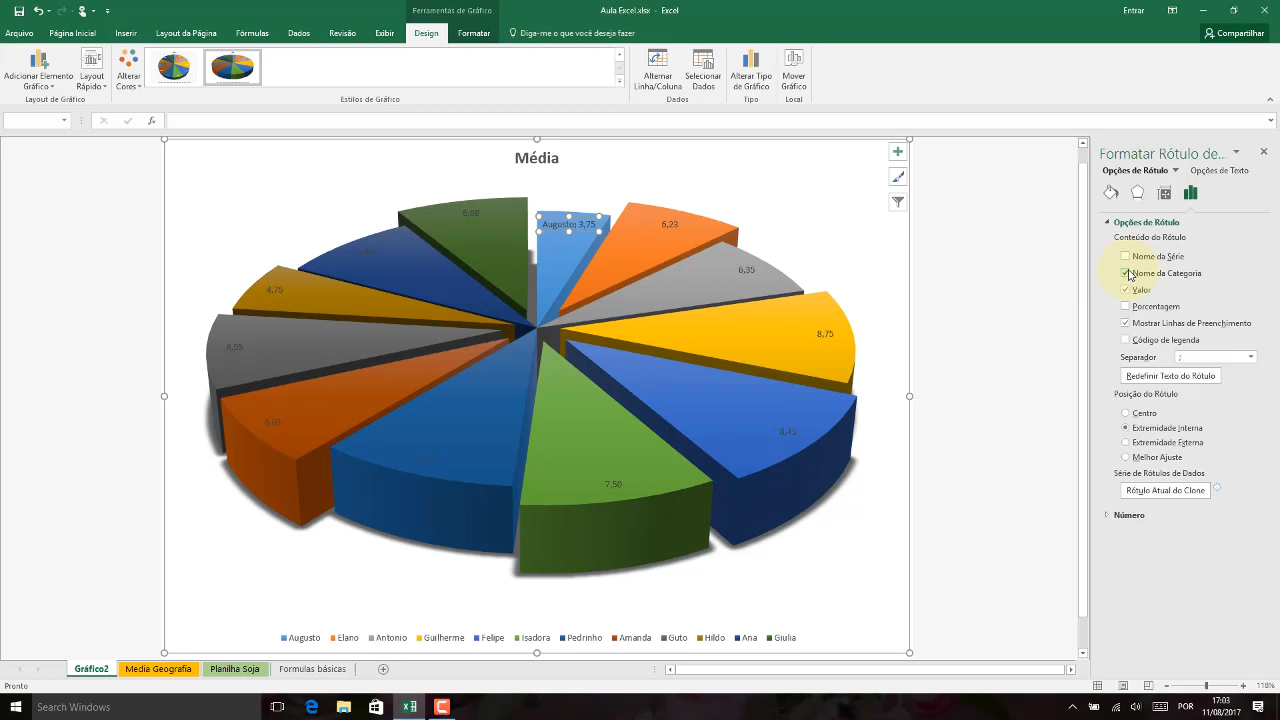 Ferramentas de Gráfico
Aula Excel.xlsx - Excel
Entrar
Arquivo
Página Inicial
Inserir
Layout da Página
Fórmulas
Dados
Revisão
Exibir
Design
Formatar
Diga-me o que você deseja fazer
Compartilhar
Adicionar Elemento de Gráfico
Layout Rápido
Alterar Cores
Alternar Linha/Coluna
Selecionar Dados
Alterar Tipo de Gráfico
Mover Gráfico
Layout de Gráfico
Estilos de Gráfico
Dados
Tipo
Local
fx
Média
6,88
Augusto; 3,75
6,23
6,35
4,75
8,75
6,95
6,03
8,45
7,50
Augusto
Elano
Antonio
Guilherme
Felipe
Isadora
Pedrinho
Amanda
Guto
Hildo
Ana
Giulia
Formatar Rótulo de...
Opções de Rótulo
Opções de Texto
Opções de Rótulo
Conteúdo do Rótulo
Nome da Série
Nome da Categoria
Valor
Porcentagem
Mostrar Linhas de Preenchimento
Código de legenda
Separador
;
Redefinir Texto do Rótulo
Posição do Rótulo
Centro
Extremidade Interna
Extremidade Externa
Melhor Ajuste
Série de Rótulos de Dados
Rótulo Atual do Clone
Número
Gráfico2
Media Geografia
Planilha Soja
Formulas básicas
Pronto
118%
Search Windows
POR
17:03
11/08/2017